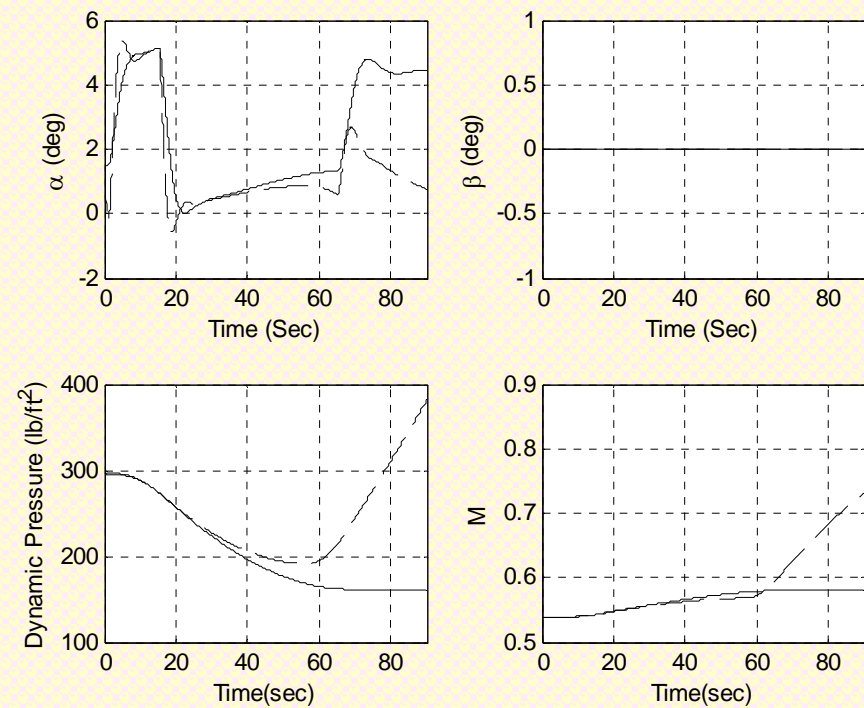 6
4
2
0
-2
α (deg)
0 20 40 60 80
Time (Sec)
1
0.5
0
-0.5
-1
β (deg)
0 20 40 60 80
Time (Sec)
400
300
200
100
Dynamic Pressure (lb/ft²)
0 20 40 60 80
Time(sec)
0.9
0.8
0.7
0.6
0.5
M
0 20 40 60 80
Time(sec)